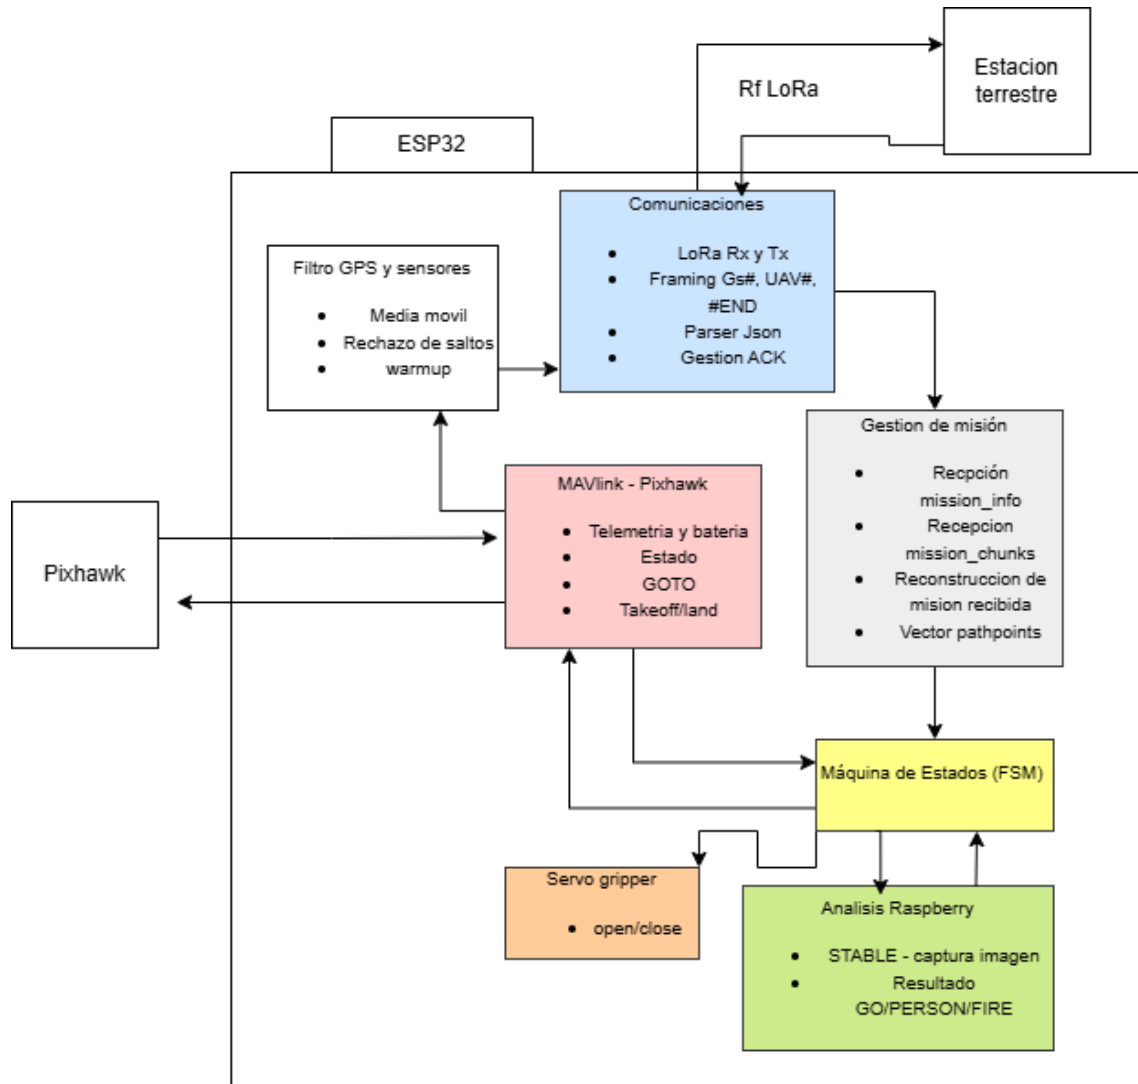 Estacion
terrestre
Rf LoRa
ESP32
Comunicaciones
• LoRa Rx y Tx
• Framing Gs#, UAV#,
#END
• Parser Json
• Gestion ACK
Filtro GPS y sensores
• Media movil
• Rechazo de saltos
• warmup
Gestion de misión
• Recpción
mission_info
• Recepcion
mission_chunks
• Reconstruccion de
mision recibida
• Vector pathpoints
MAVlink - Pixhawk
• Telemetria y bateria
• Estado
• GOTO
• Takeoff/land
Pixhawk
Máquina de Estados (FSM)
Servo gripper
• open/close
Analisis Raspberry
• STABLE - captura imagen
• Resultado
GO/PERSON/FIRE